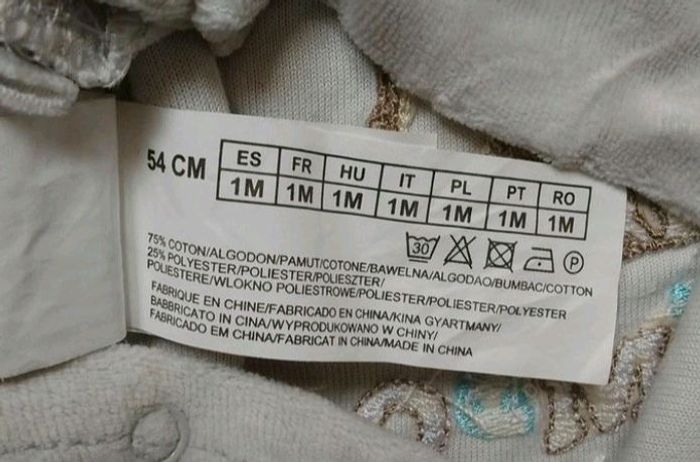 54 CM
ES FR HU IT PL PT RO
1M 1M 1M 1M 1M 1M 1M
30 P
75% COTON/ALGODON/PAMUT/COTONE/BAWELNA/ALGODAO/BUMBAC/COTTON
25% POLYESTER/POLIESTER/POLIESZTER/
POLIESTERE/WLOKNO POLIESTROWE/POLIESTER/POLIESTER/POLYESTER
FABRIQUE EN CHINE/FABRICADO EN CHINA/KINA GYARTMANY/
BABBRICATO IN CINA/WYPRODUKOWANO W CHINY/
FABRICADO EM CHINA/FABRICAT IN CHINA/MADE IN CHINA